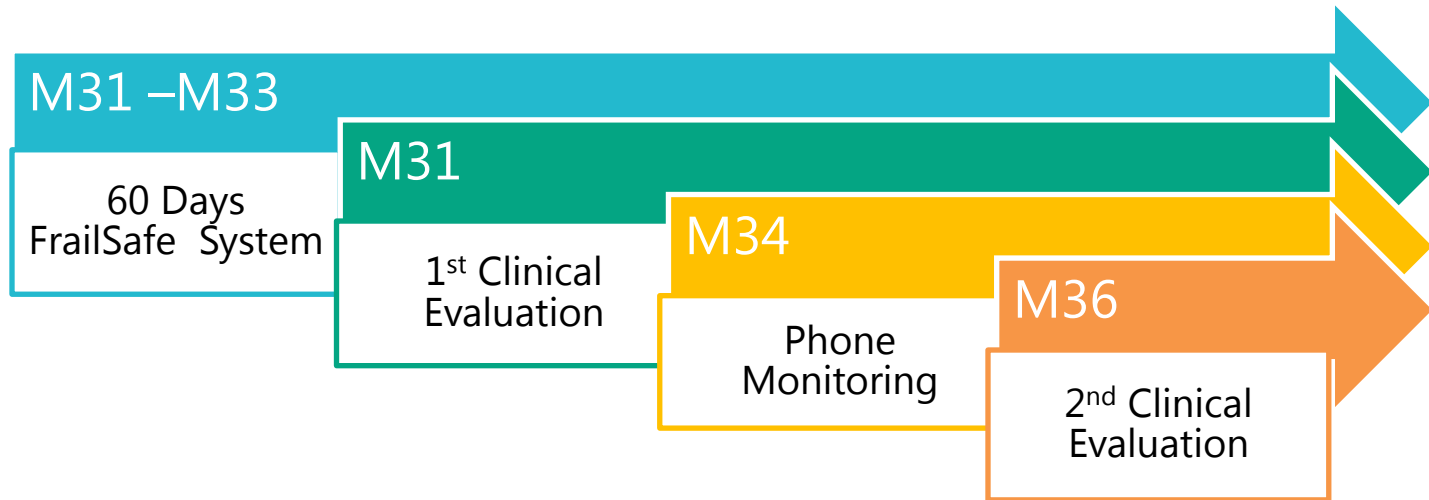 M31 –M33
60 Days
FrailSafe System
M31
1st Clinical
Evaluation
M34
Phone
Monitoring
M36
2nd Clinical
Evaluation